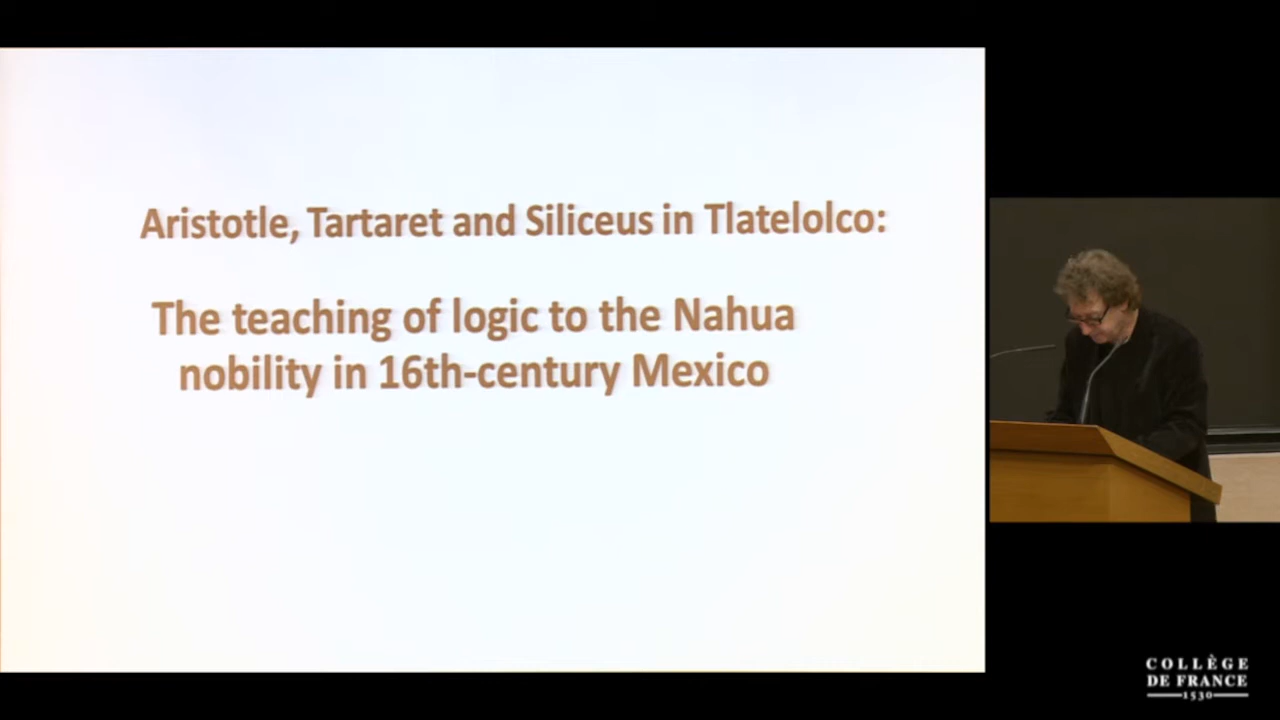 Aristotle, Tartaret and Siliceus in Tlatelolco:
The teaching of logic to the Nahua
nobility in 16th-century Mexico
COLLÈGE
DE FRANCE
1530